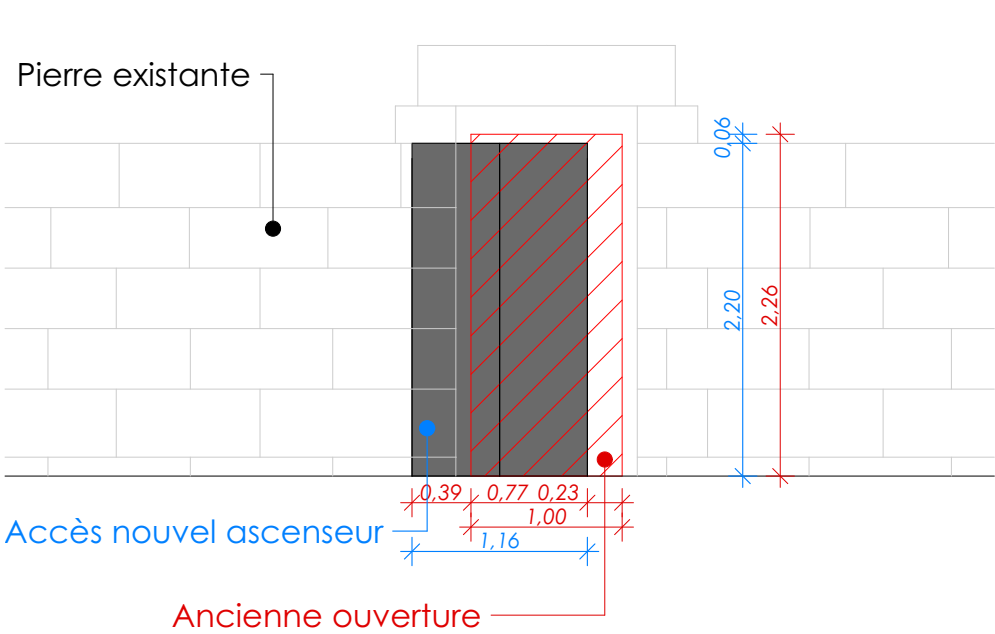 Pierre existante
0,06
2,20
2,26
0,39 0,77 0,23
1,00
Accès nouvel ascenseur
1,16
Ancienne ouverture